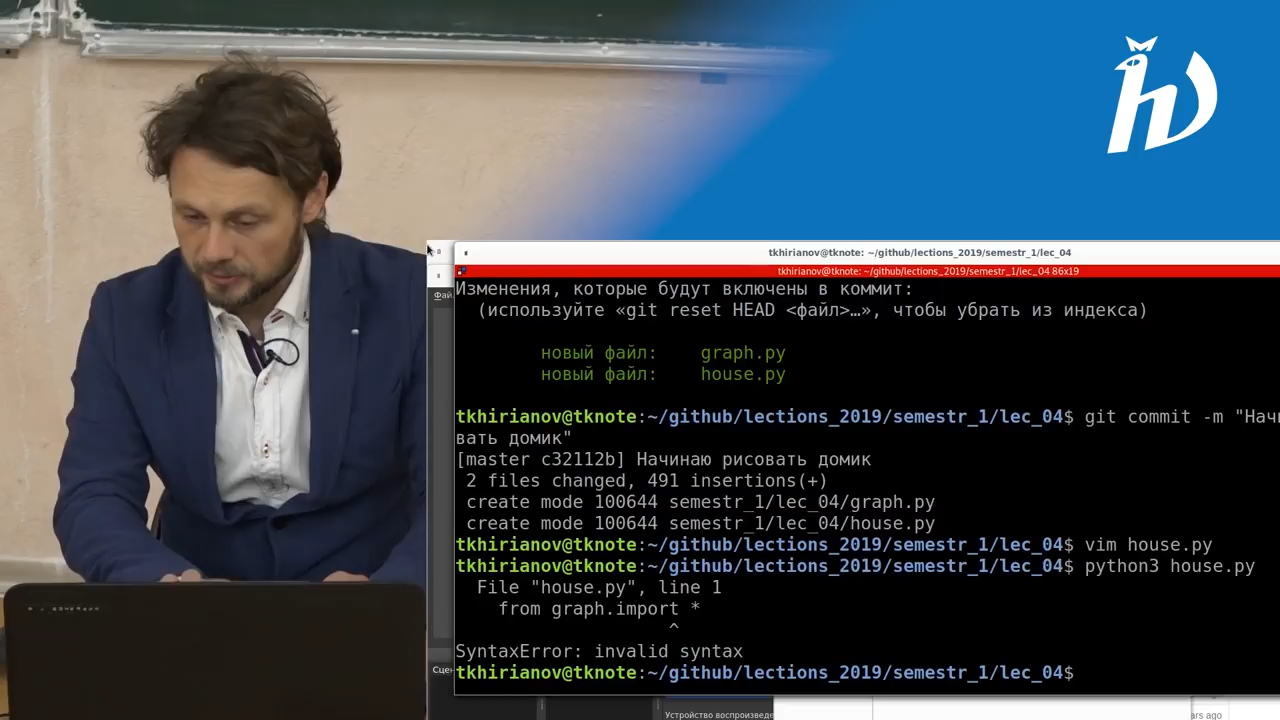 tkhirianov@tknote: ~/github/lections_2019/semestr_1/lec_04
tkhirianov@tknote: ~/github/lections_2019/semestr_1/lec_04 86x19
Фай
Изменения, которые будут включены в коммит:
(используйте «git reset HEAD <файл>…», чтобы убрать из индекса)
новый файл: graph.py
новый файл: house.py
tkhirianov@tknote:~/github/lections_2019/semestr_1/lec_04$ git commit -m "Начи
вать домик"
[master c32112b] Начинаю рисовать домик
2 files changed, 491 insertions(+)
create mode 100644 semestr_1/lec_04/graph.py
create mode 100644 semestr_1/lec_04/house.py
tkhirianov@tknote:~/github/lections_2019/semestr_1/lec_04$ vim house.py
tkhirianov@tknote:~/github/lections_2019/semestr_1/lec_04$ python3 house.py
File "house.py", line 1
from graph.import *
^
SyntaxError: invalid syntax
tkhirianov@tknote:~/github/lections_2019/semestr_1/lec_04$
Сцен
Устройство воспроизведе
ars ago